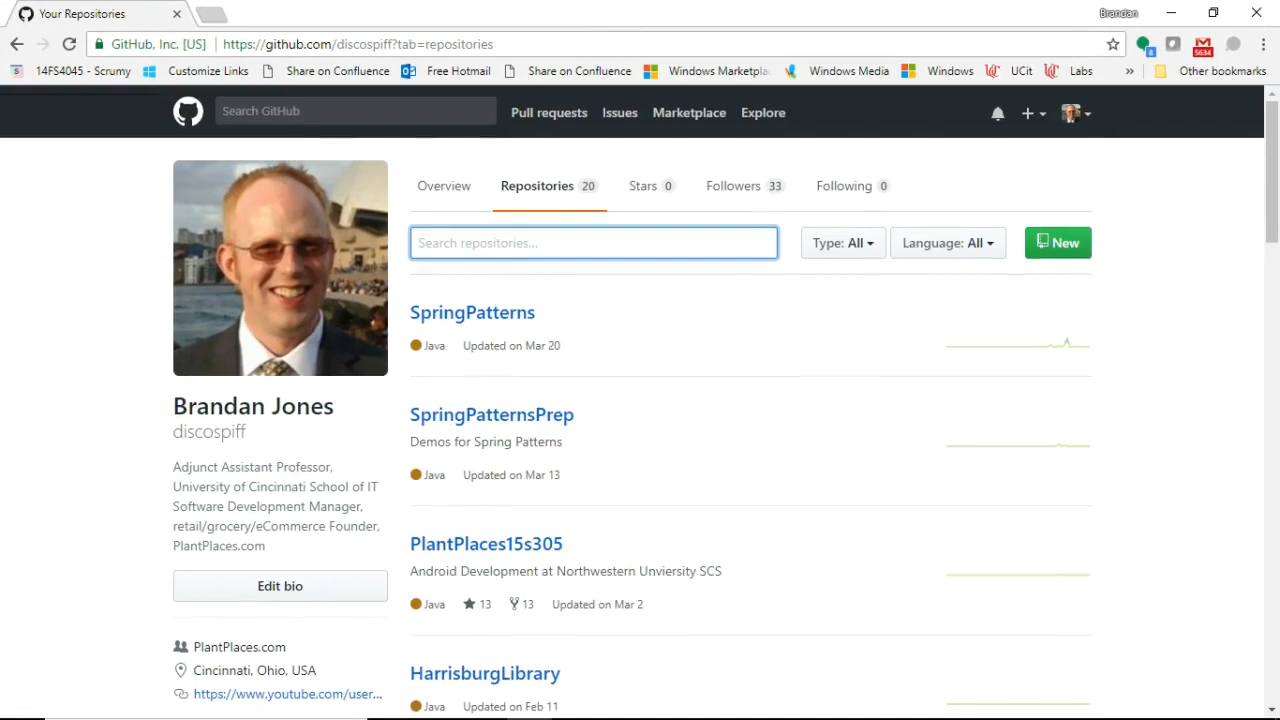 Your Repositories
Brandan
GitHub, Inc. [US]
https://github.com/discospiff?tab=repositories
8
5634
14FS4045 - Scrumy
Customize Links
Share on Confluence
Free Hotmail
Share on Confluence
Windows Marketpla
Windows Media
Windows
UCit
Labs
»
Other bookmarks
Search GitHub
Pull requests
Issues
Marketplace
Explore
Overview
Repositories 20
Stars 0
Followers 33
Following 0
Search repositories...
Type: All
Language: All
New
SpringPatterns
Java Updated on Mar 20
SpringPatternsPrep
Demos for Spring Patterns
Java Updated on Mar 13
PlantPlaces15s305
Android Development at Northwestern Unviersity SCS
Java 13 13 Updated on Mar 2
HarrisburgLibrary
Java Updated on Feb 11
Brandan Jones
discospiff
Adjunct Assistant Professor,
University of Cincinnati School of IT
Software Development Manager,
retail/grocery/eCommerce Founder,
PlantPlaces.com
Edit bio
PlantPlaces.com
Cincinnati, Ohio, USA
https://www.youtube.com/user...